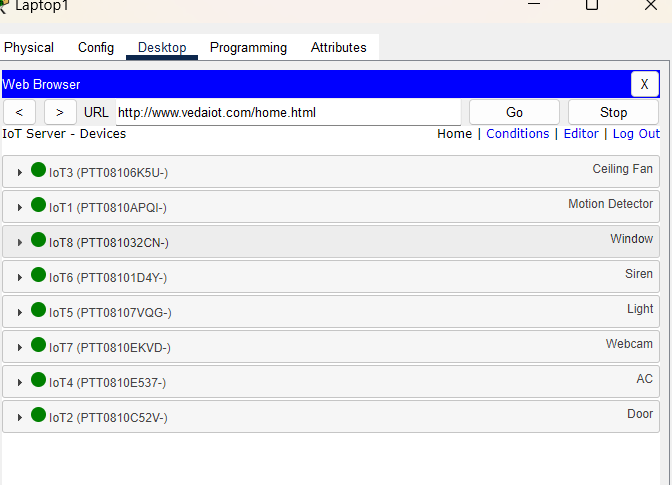 Laptop1
Physical Config Desktop Programming Attributes
Web Browser X
< > URL http://www.vedaiot.com/home.html Go Stop
IoT Server - Devices Home | Conditions | Editor | Log Out
IoT3 (PTT08106K5U-) Ceiling Fan
IoT1 (PTT0810APQI-) Motion Detector
IoT8 (PTT081032CN-) Window
IoT6 (PTT08101D4Y-) Siren
IoT5 (PTT08107VQG-) Light
IoT7 (PTT0810EKVD-) Webcam
IoT4 (PTT0810E537-) AC
IoT2 (PTT0810C52V-) Door